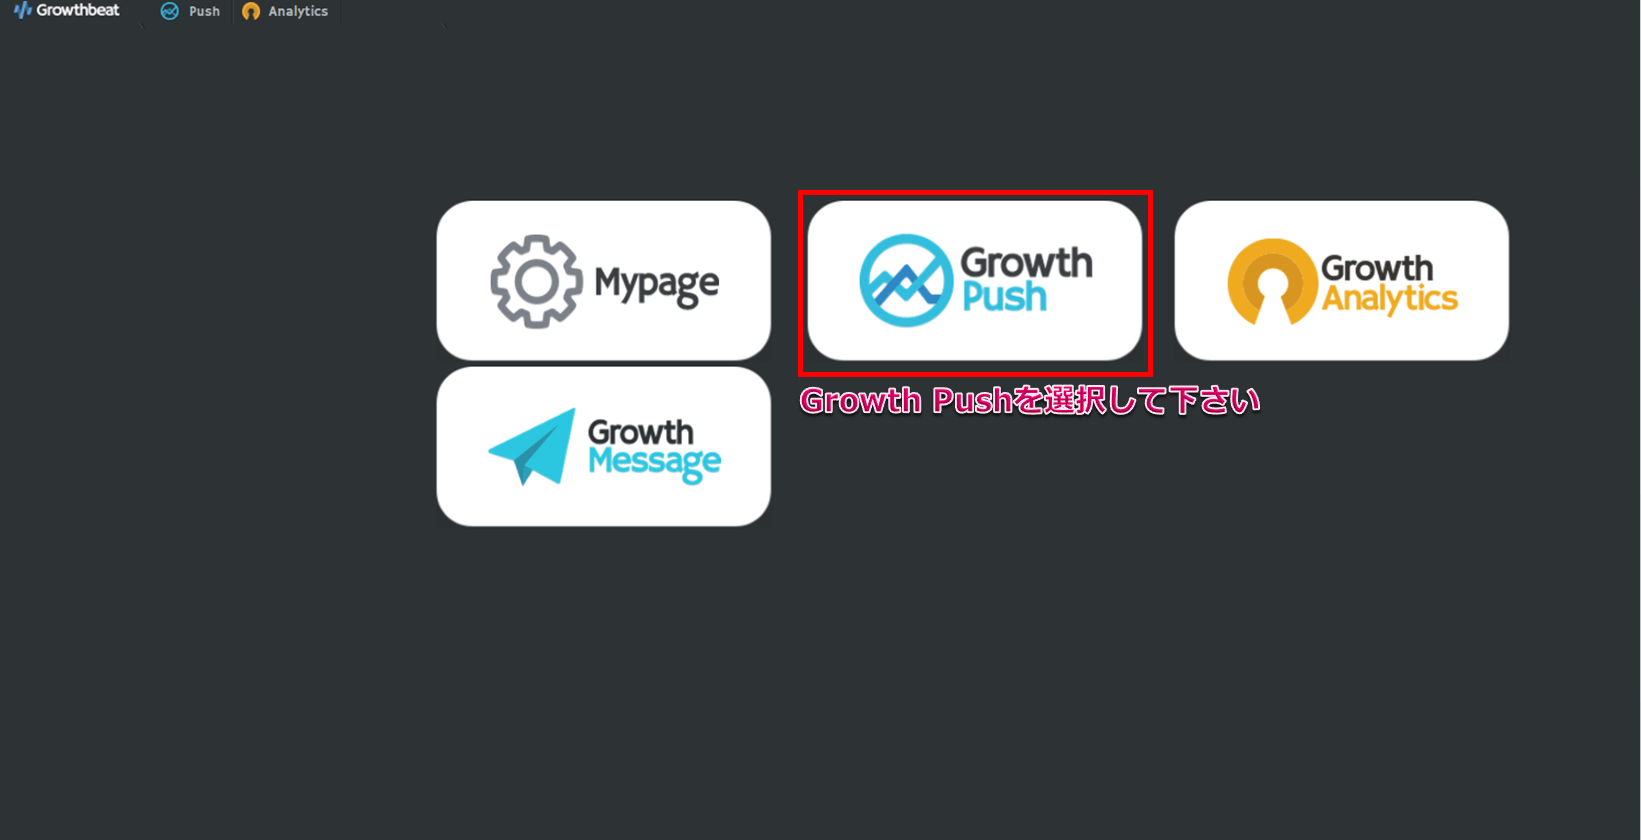 Growthbeat
Push
Analytics
Mypage
Growth
Push
Growth
Analytics
Growth Pushを選択して下さい
Growth
Message